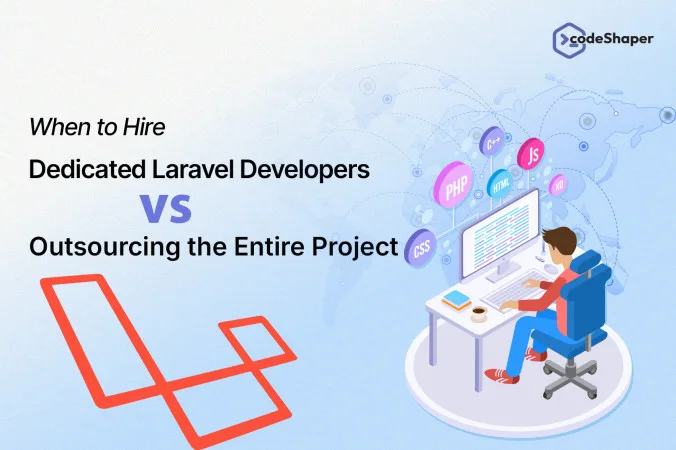 codeShaper
When to Hire
Dedicated Laravel Developers
VS
Outsourcing the Entire Project
C++
JS
PHP
HTML
CSS